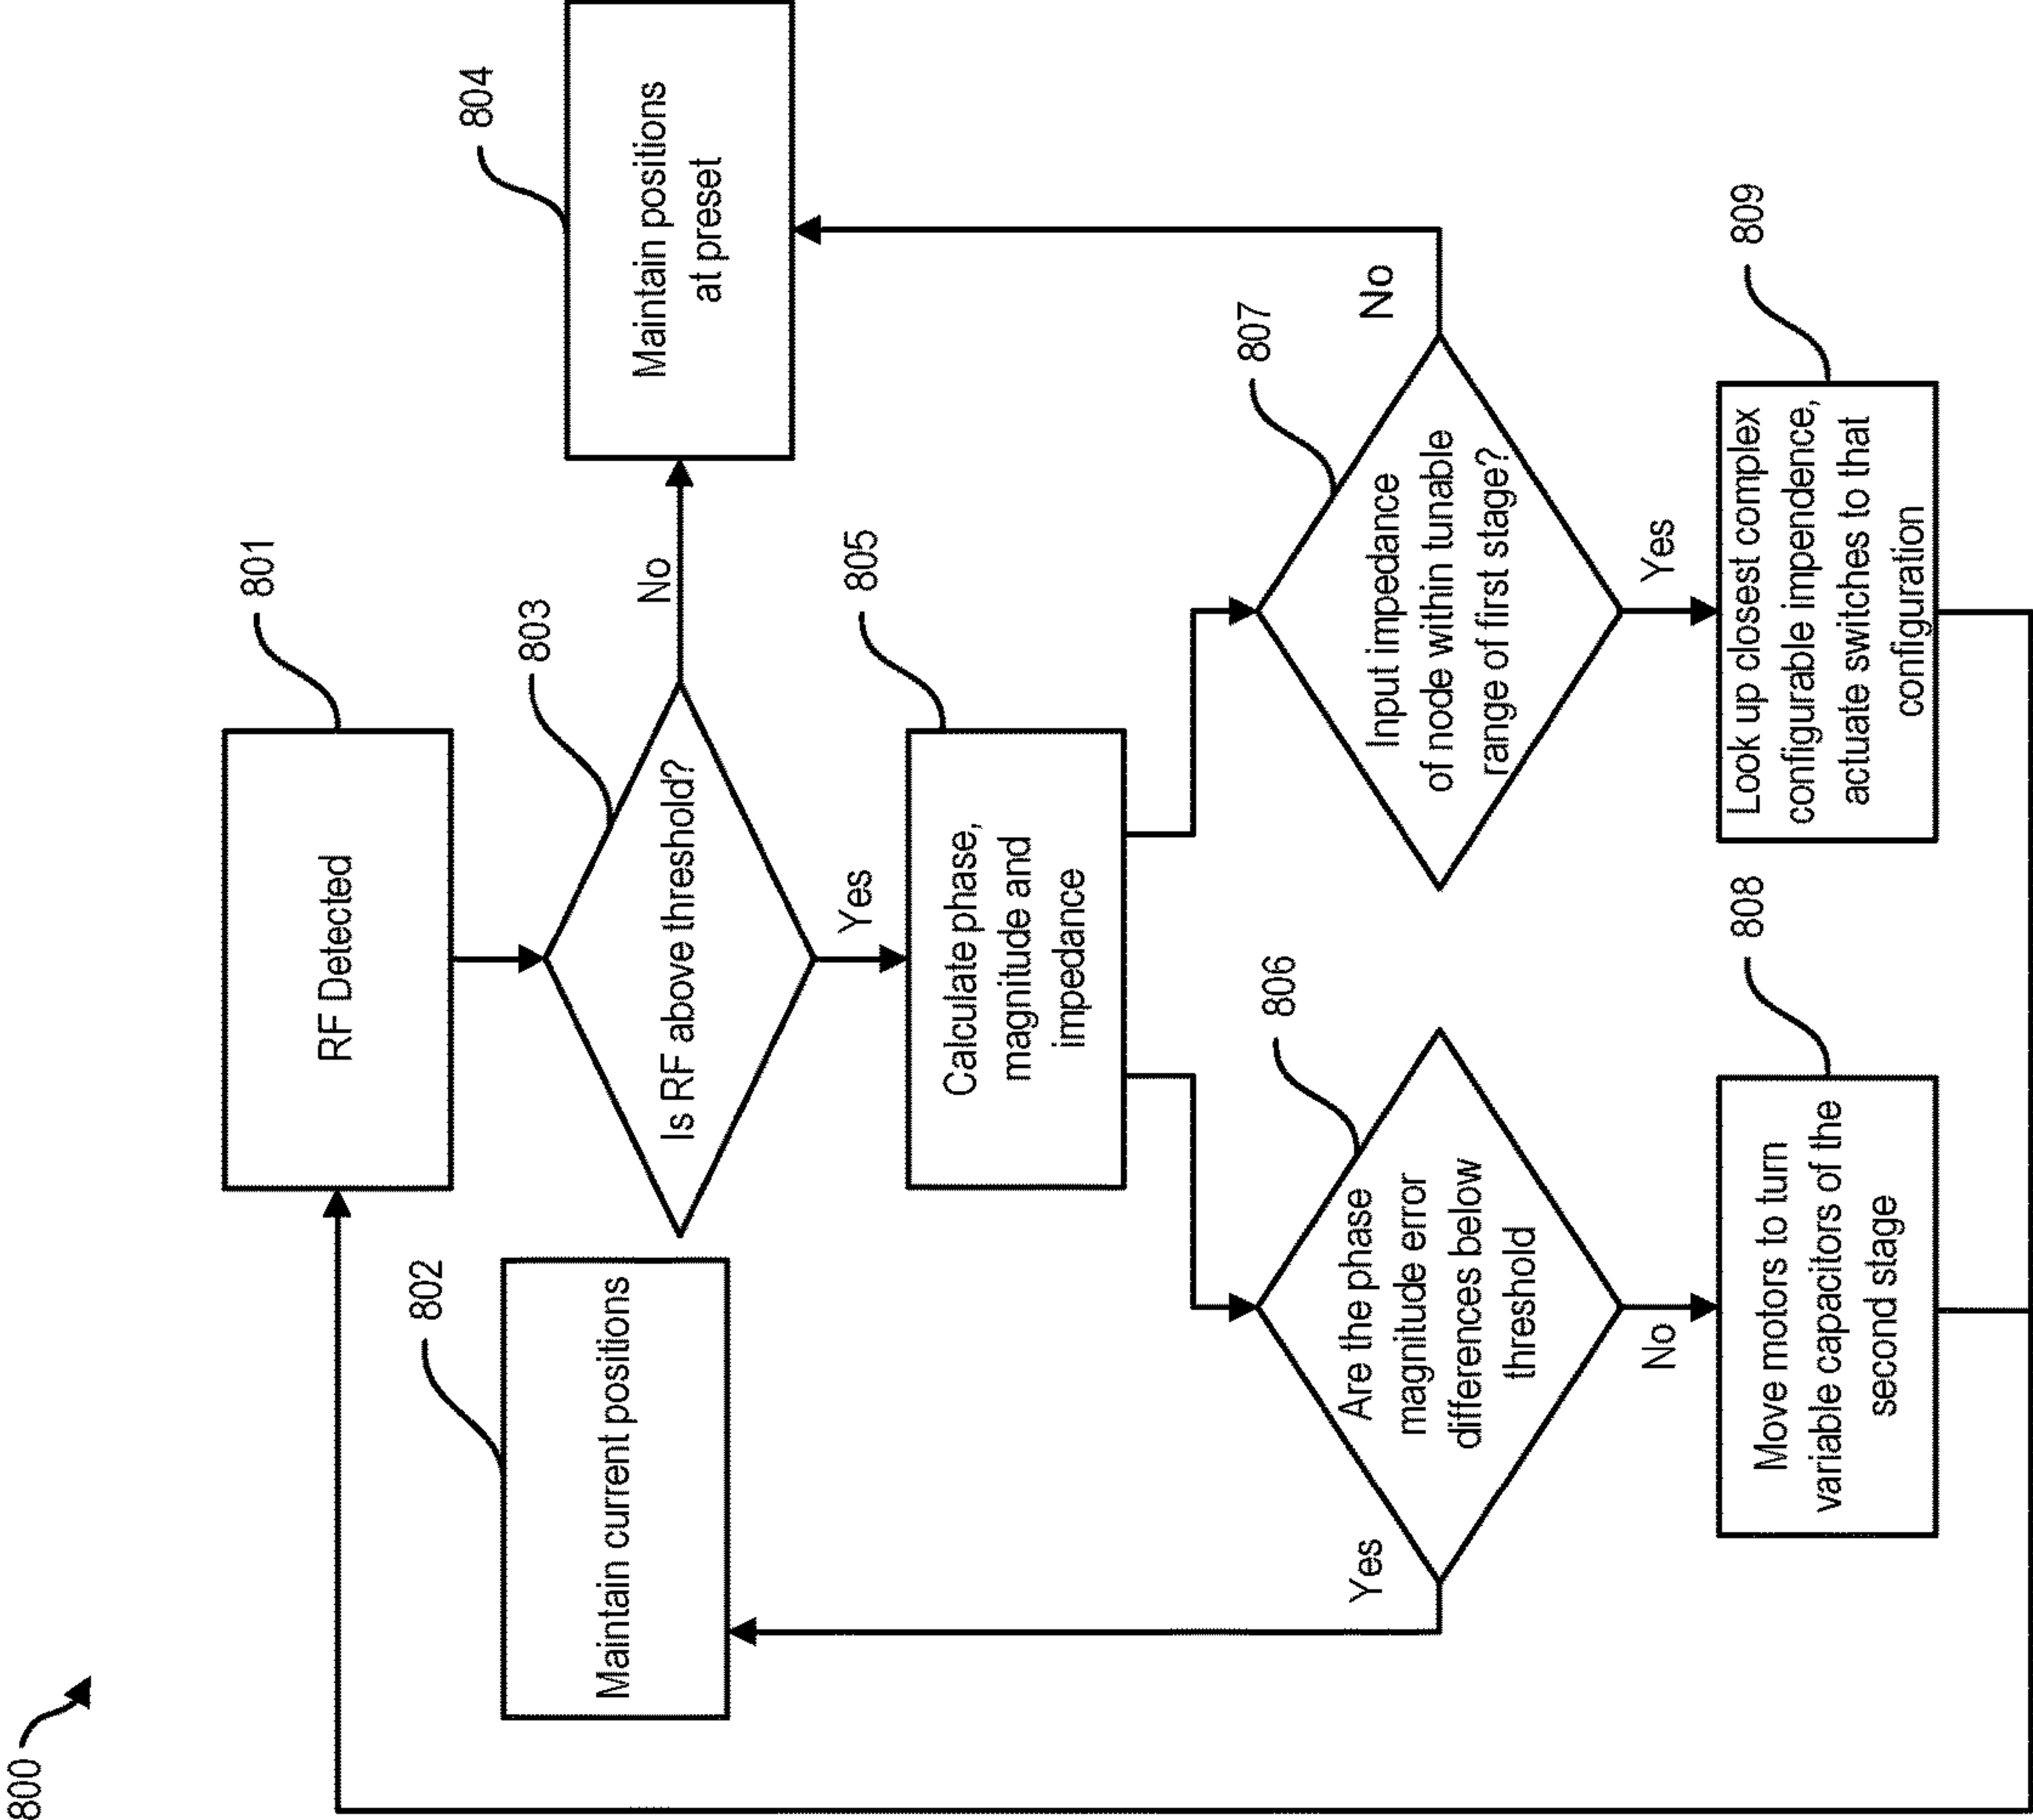 800
801
RF Detected
802
Maintain current positions
803
Is RF above threshold?
No
804
Maintain positions
at preset
Yes
805
Calculate phase,
magnitude and
impedance
806
Are the phase
magnitude error
differences below
threshold
Yes
No
807
Input impedance
of node within tunable
range of first stage?
No
Yes
808
Move motors to turn
variable capacitors of the
second stage
809
Look up closest complex
configurable impendence,
actuate switches to that
configuration